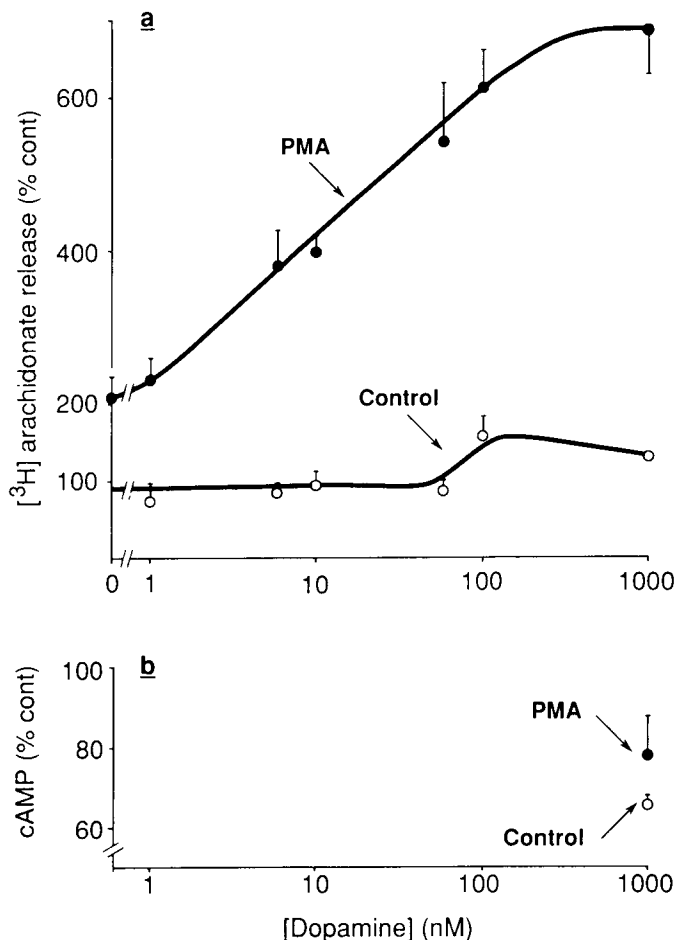 a
600
400
200
100
[³H] arachidonate release (% cont)
PMA
Control
0 1 10 100 1000
b
100
80
60
cAMP (% cont)
PMA
Control
1 10 100 1000
[Dopamine] (nM)